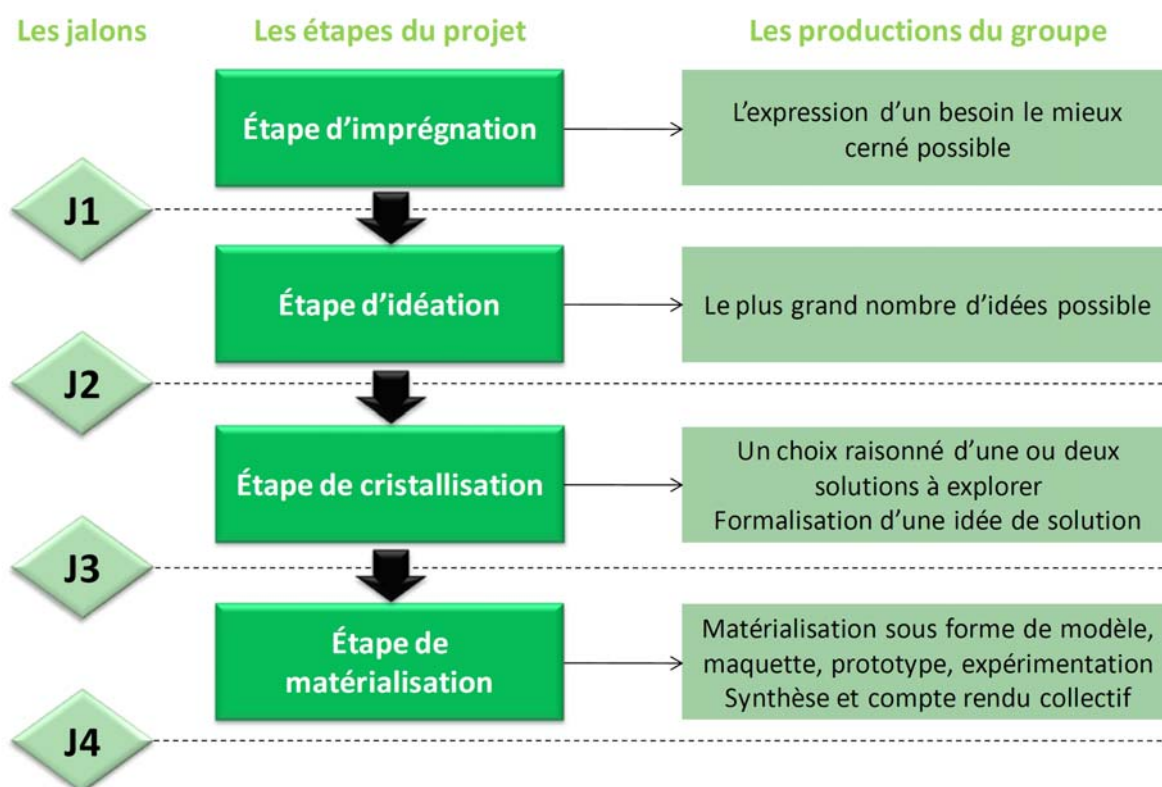 Les jalons
Les étapes du projet
Les productions du groupe
Étape d'imprégnation
L'expression d'un besoin le mieux
cerné possible
J1
Étape d'idéation
Le plus grand nombre d'idées possible
J2
Étape de cristallisation
Un choix raisonné d'une ou deux
solutions à explorer
Formalisation d'une idée de solution
J3
Étape de
matérialisation
Matérialisation sous forme de modèle,
maquette, prototype, expérimentation
Synthèse et compte rendu collectif
J4